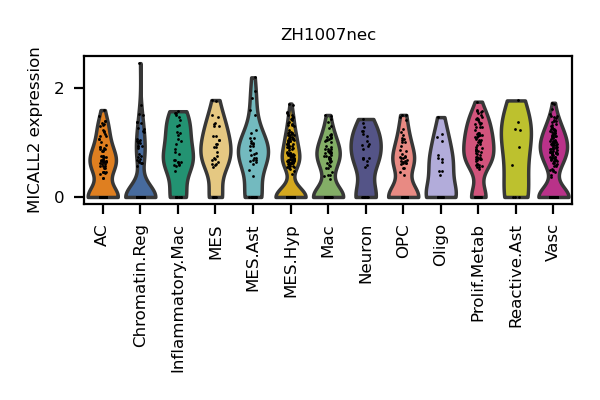 ZH1007nec
MICALL2 expression
2
0
AC
Chromatin.Reg
Inflammatory.Mac
MES
MES.Ast
MES.Hyp
Mac
Neuron
OPC
Oligo
Prolif.Metab
Reactive.Ast
Vasc